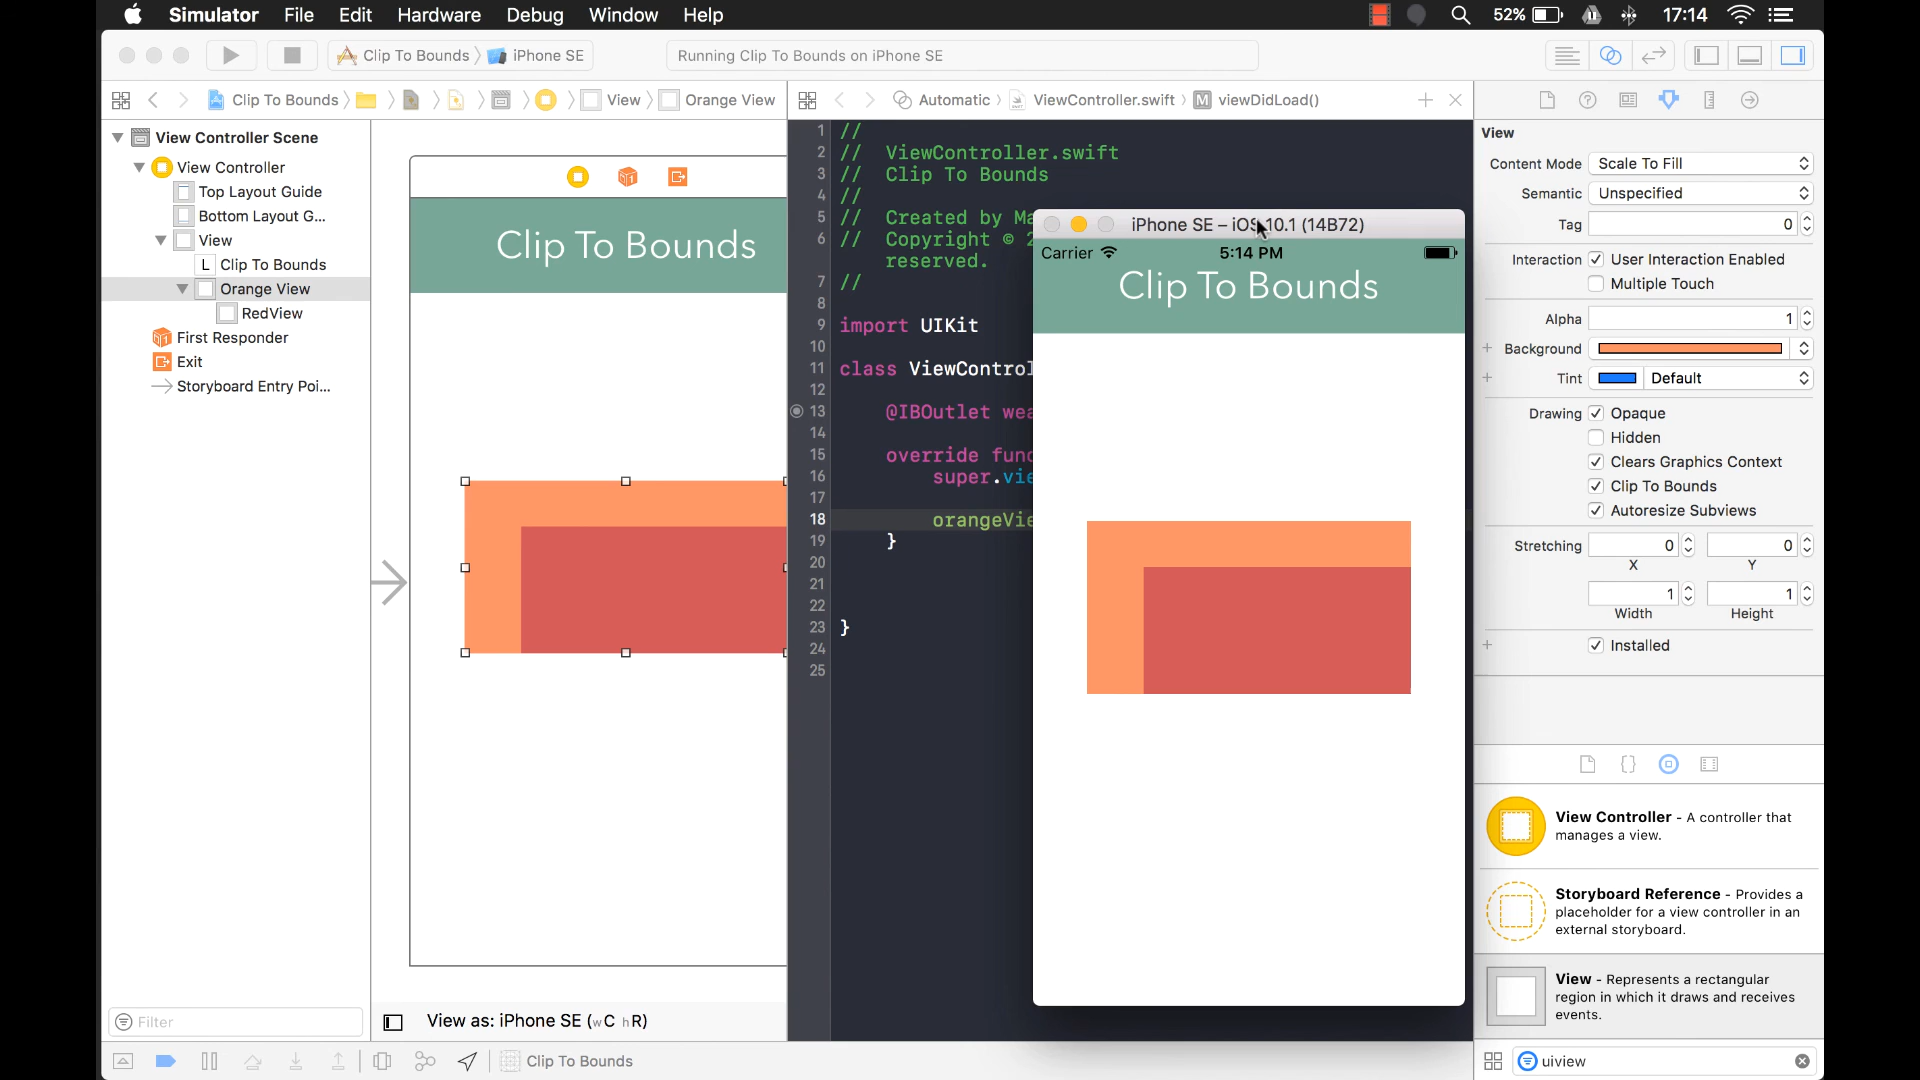 Simulator File Edit Hardware Debug Window Help
52% 17:14
Clip To Bounds iPhone SE
Running Clip To Bounds on iPhone SE
Clip To Bounds View Orange View
Automatic ViewController.swift M viewDidLoad()
View Controller Scene
View Controller
Top Layout Guide
Bottom Layout G...
View
L Clip To Bounds
Orange View
RedView
First Responder
Exit
Storyboard Entry Poi...
Filter
Clip To Bounds
View as: iPhone SE (wC hR)
Clip To Bounds
1 //
2 // ViewController.swift
3 // Clip To Bounds
4 //
5 // Created by Ma
6 // Copyright © 2
reserved.
7 //
8
9 import UIKit
10
11 class ViewControl
12
13 @IBOutlet wea
14
15 override func
16 super.vie
17
18 orangeVie
19 }
20
21
22
23 }
24
25
iPhone SE – iOS 10.1 (14B72)
Carrier 5:14 PM
Clip To Bounds
View
Content Mode Scale To Fill
Semantic Unspecified
Tag 0
Interaction User Interaction Enabled
Multiple Touch
Alpha 1
Background
Tint Default
Drawing Opaque
Hidden
Clears Graphics Context
Clip To Bounds
Autoresize Subviews
Stretching 0 0
X Y
1 1
Width Height
Installed
View Controller - A controller that
manages a view.
Storyboard Reference - Provides a
placeholder for a view controller in an
external storyboard.
View - Represents a rectangular
region in which it draws and receives
events.
uiview